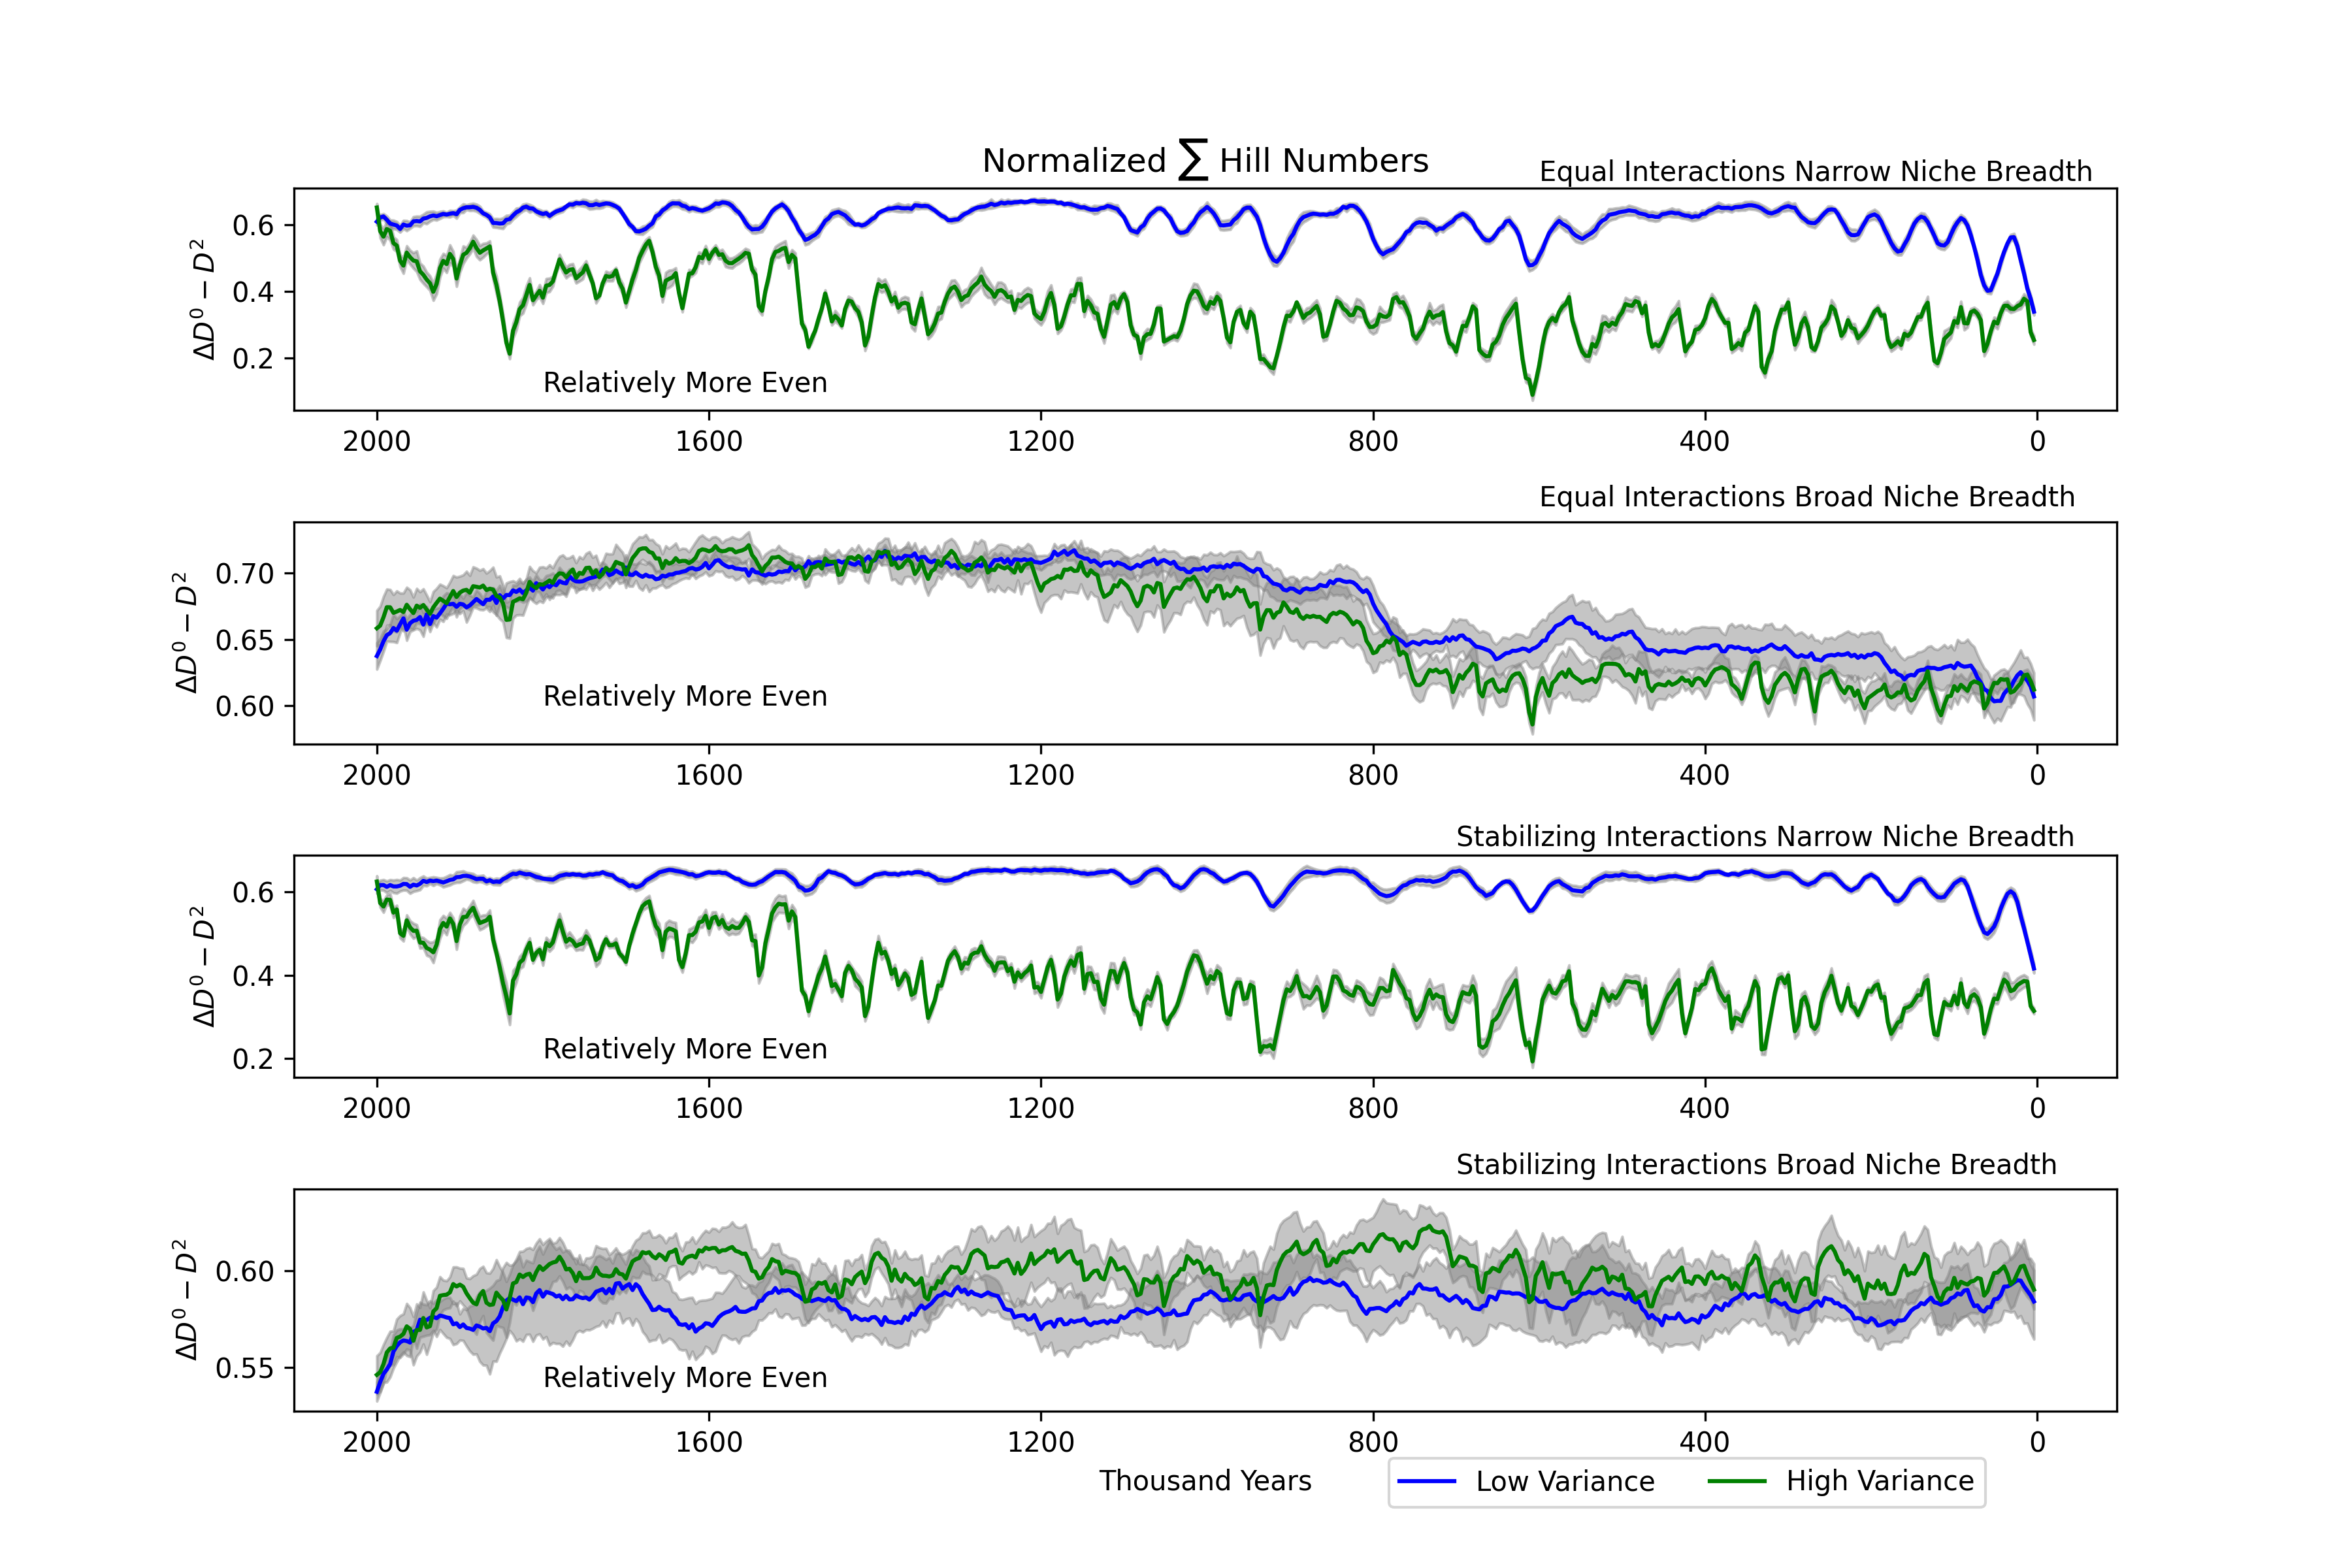 Normalized ∑ Hill Numbers
Equal Interactions Narrow Niche Breadth
ΔD⁰ − D²
0.6
0.4
0.2
Relatively More Even
2000 1600 1200 800 400 0
Equal Interactions Broad Niche Breadth
ΔD⁰ − D²
0.70
0.65
0.60
Relatively More Even
2000 1600 1200 800 400 0
Stabilizing Interactions Narrow Niche Breadth
ΔD⁰ − D²
0.6
0.4
0.2
Relatively More Even
2000 1600 1200 800 400 0
Stabilizing Interactions Broad Niche Breadth
ΔD⁰ − D²
0.60
0.55
Relatively More Even
2000 1600 1200 800 400 0
Thousand Years
Low Variance High Variance